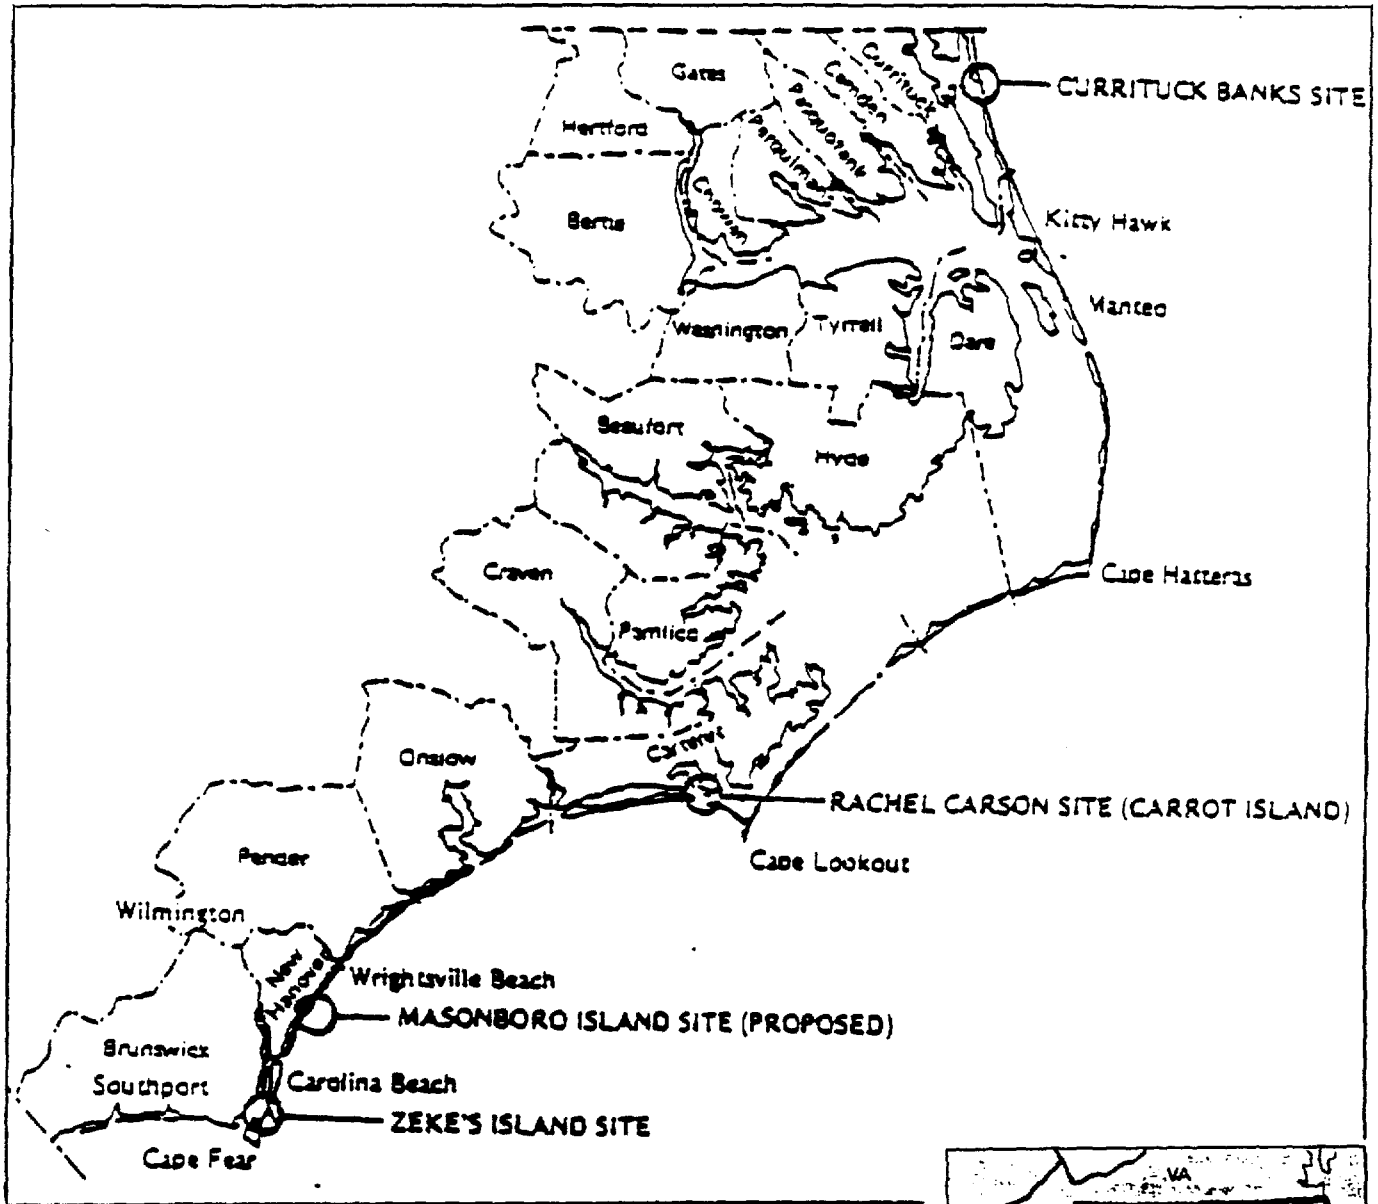 Gates
Camden
Currituck
CURRITUCK BANKS SITE
Hertford
Pasquotank
Chowan
Bertie
Kitty Hawk
Manteo
Washington
Tyrrell
Dare
Beaufort
Hyde
Craven
Cape Hatteras
Pamlico
Carteret
Onslow
RACHEL CARSON SITE (CARROT ISLAND)
Pender
Cape Lookout
Wilmington
New
Hanover
Wrightsville Beach
MASONBORO ISLAND SITE (PROPOSED)
Brunswick
Southport
Carolina Beach
ZEKE'S ISLAND SITE
Cape Fear
VA